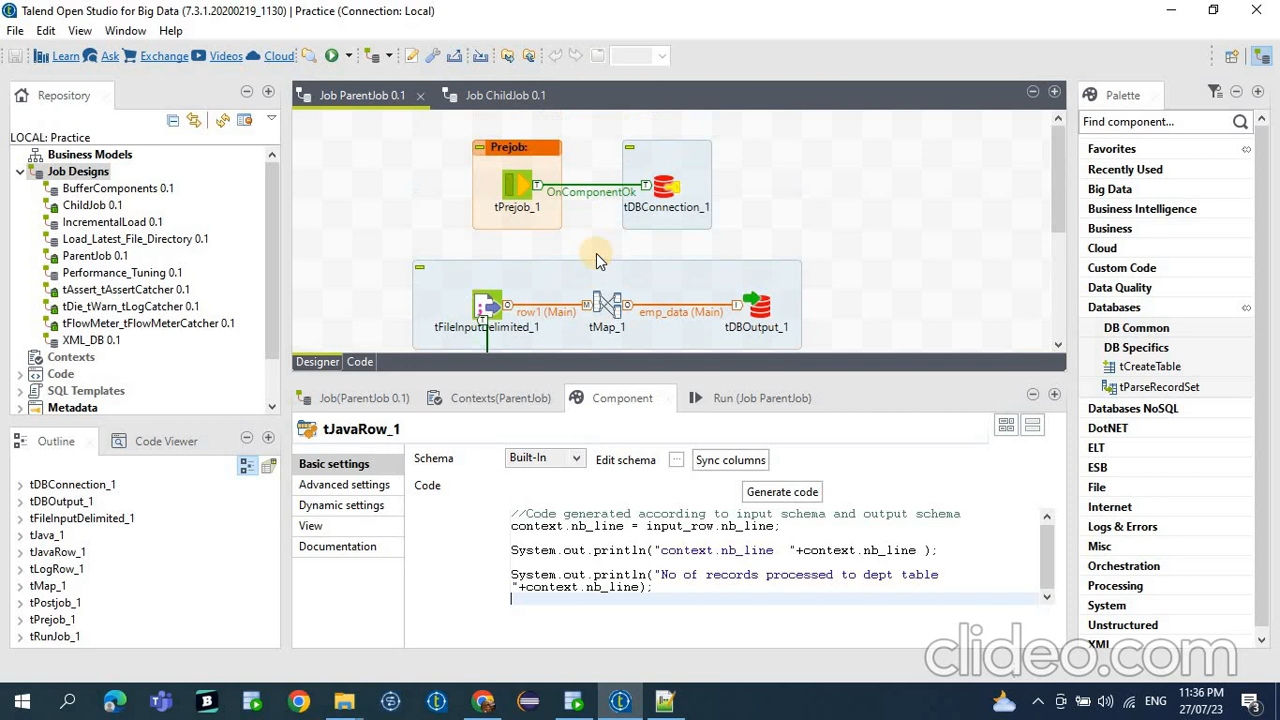 Talend Open Studio for Big Data (7.3.1.20200219_1130) | Practice (Connection: Local)
File Edit View Window Help
Learn Ask Exchange Videos Cloud
Repository
LOCAL: Practice
Business Models
Job Designs
BufferComponents 0.1
ChildJob 0.1
IncrementalLoad 0.1
Load_Latest_File_Directory 0.1
ParentJob 0.1
Performance_Tuning 0.1
tAssert_tAssertCatcher 0.1
tDie_tWarn_tLogCatcher 0.1
tFlowMeter_tFlowMeterCatcher 0.1
XML_DB 0.1
Contexts
Code
SQL Templates
Metadata
Outline Code Viewer
tDBConnection_1
tDBOutput_1
tFileInputDelimited_1
tJava_1
tJavaRow_1
tLogRow_1
tMap_1
tPostjob_1
tPrejob_1
tRunJob_1
Job ParentJob 0.1 Job ChildJob 0.1
Prejob:
OnComponentOk
tPrejob_1 tDBConnection_1
row1 (Main) emp_data (Main)
tFileInputDelimited_1 tMap_1 tDBOutput_1
Designer Code
Job(ParentJob 0.1) Contexts(ParentJob) Component Run (Job ParentJob)
tJavaRow_1
Basic settings
Advanced settings
Dynamic settings
View
Documentation
Schema Built-In Edit schema ... Sync columns
Code
Generate code
//Code generated according to input schema and output schema
context.nb_line = input_row.nb_line;
System.out.println("context.nb_line "+context.nb_line );
System.out.println("No of records processed to dept table
"+context.nb_line);
Palette
Find component...
Favorites
Recently Used
Big Data
Business Intelligence
Business
Cloud
Custom Code
Data Quality
Databases
DB Common
DB Specifics
tCreateTable
tParseRecordSet
Databases NoSQL
DotNET
ELT
ESB
File
Internet
Logs & Errors
Misc
Orchestration
Processing
System
Unstructured
XML
clideo.com
ENG
11:36 PM
27/07/23
3